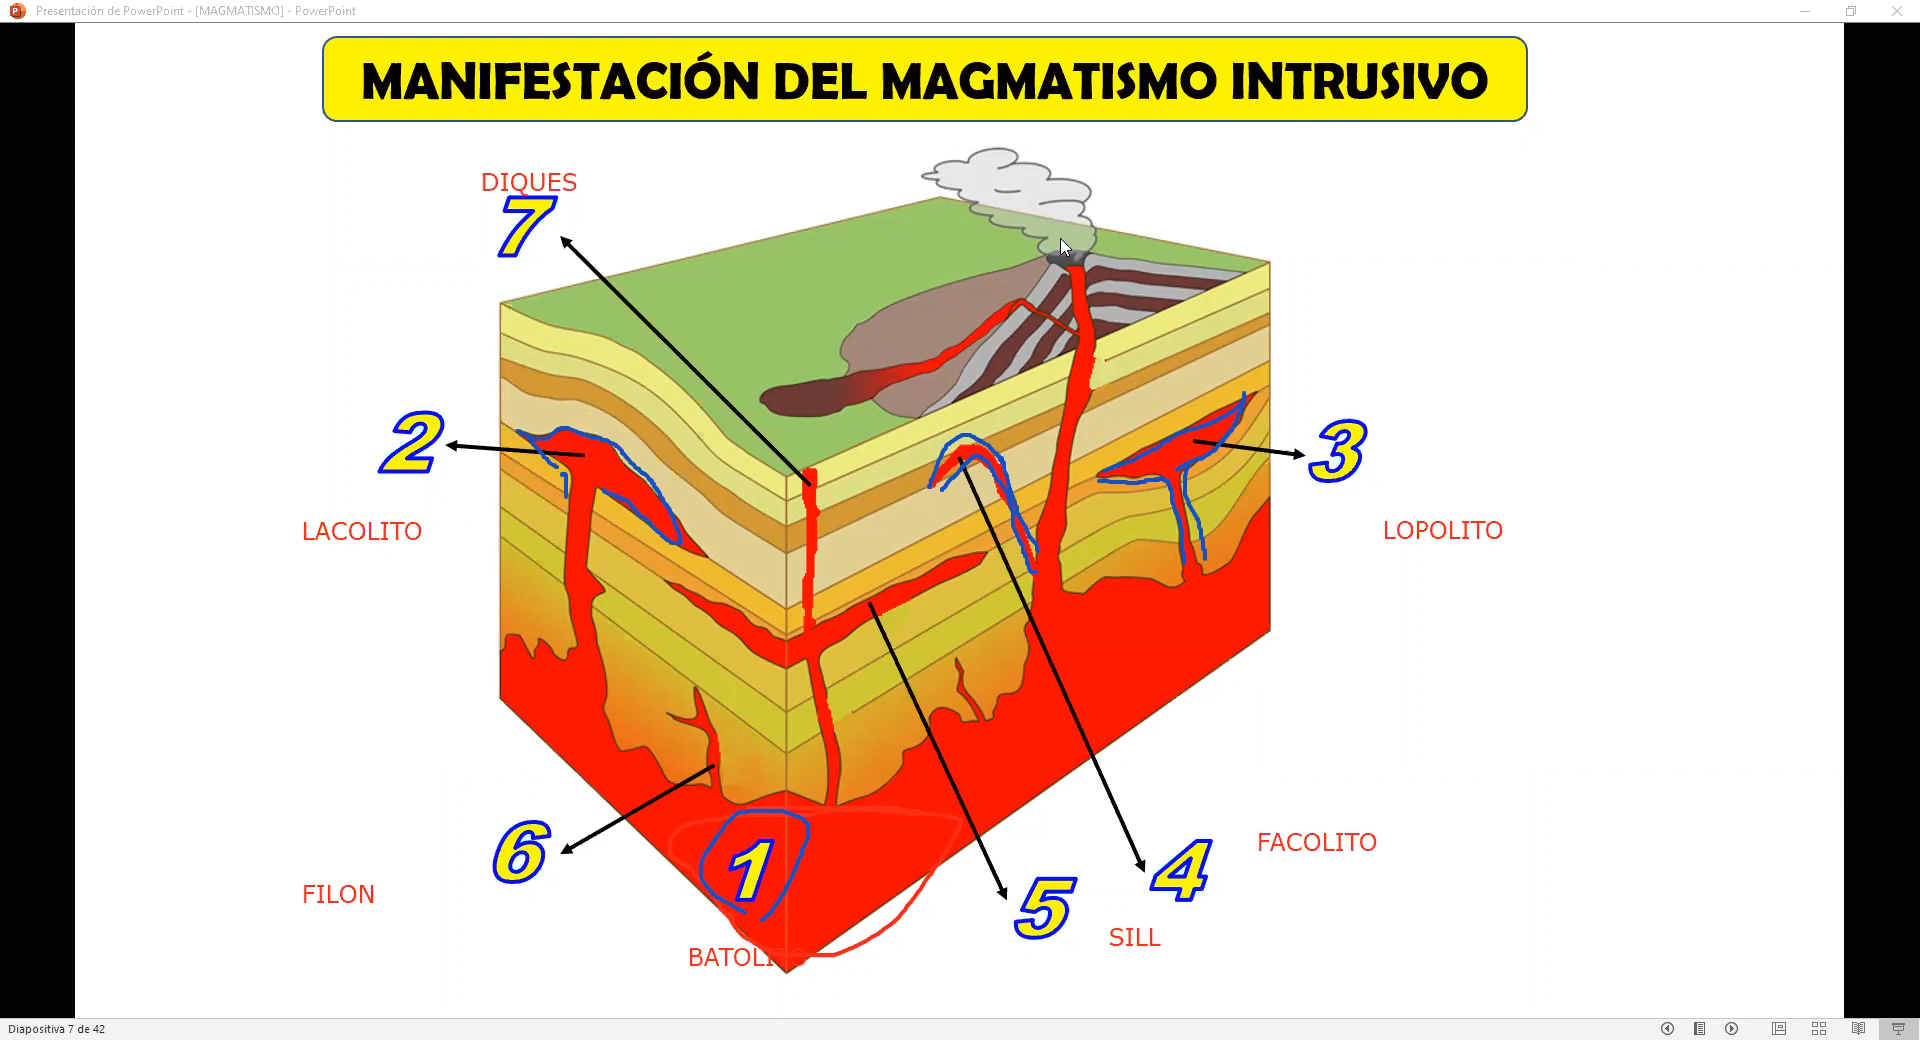 Presentación de PowerPoint - [MAGMATISMO] - PowerPoint
MANIFESTACIÓN DEL MAGMATISMO INTRUSIVO
DIQUES
7
2
3
LACOLITO
LOPOLITO
6
1
5
4
FACOLITO
FILON
SILL
BATOLITO
Diapositiva 7 de 42